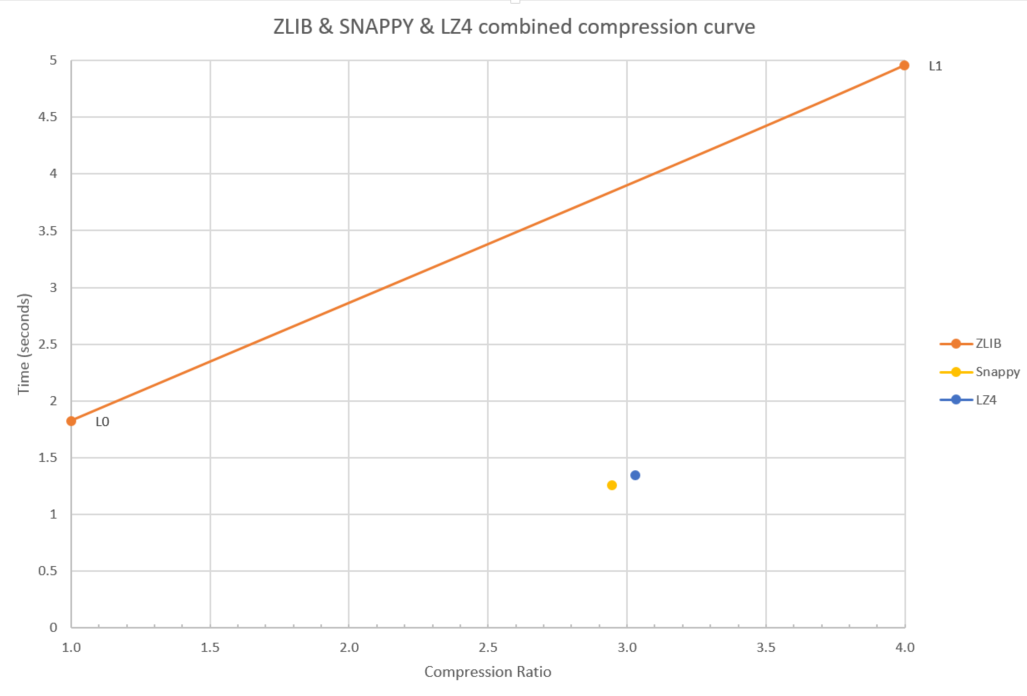 ZLIB & SNAPPY & LZ4 combined compression curve
5
4.5
4
3.5
3
2.5
2
1.5
1
0.5
0
Time (seconds)
L1
L0
ZLIB
Snappy
LZ4
1.0 1.5 2.0 2.5 3.0 3.5 4.0
Compression Ratio